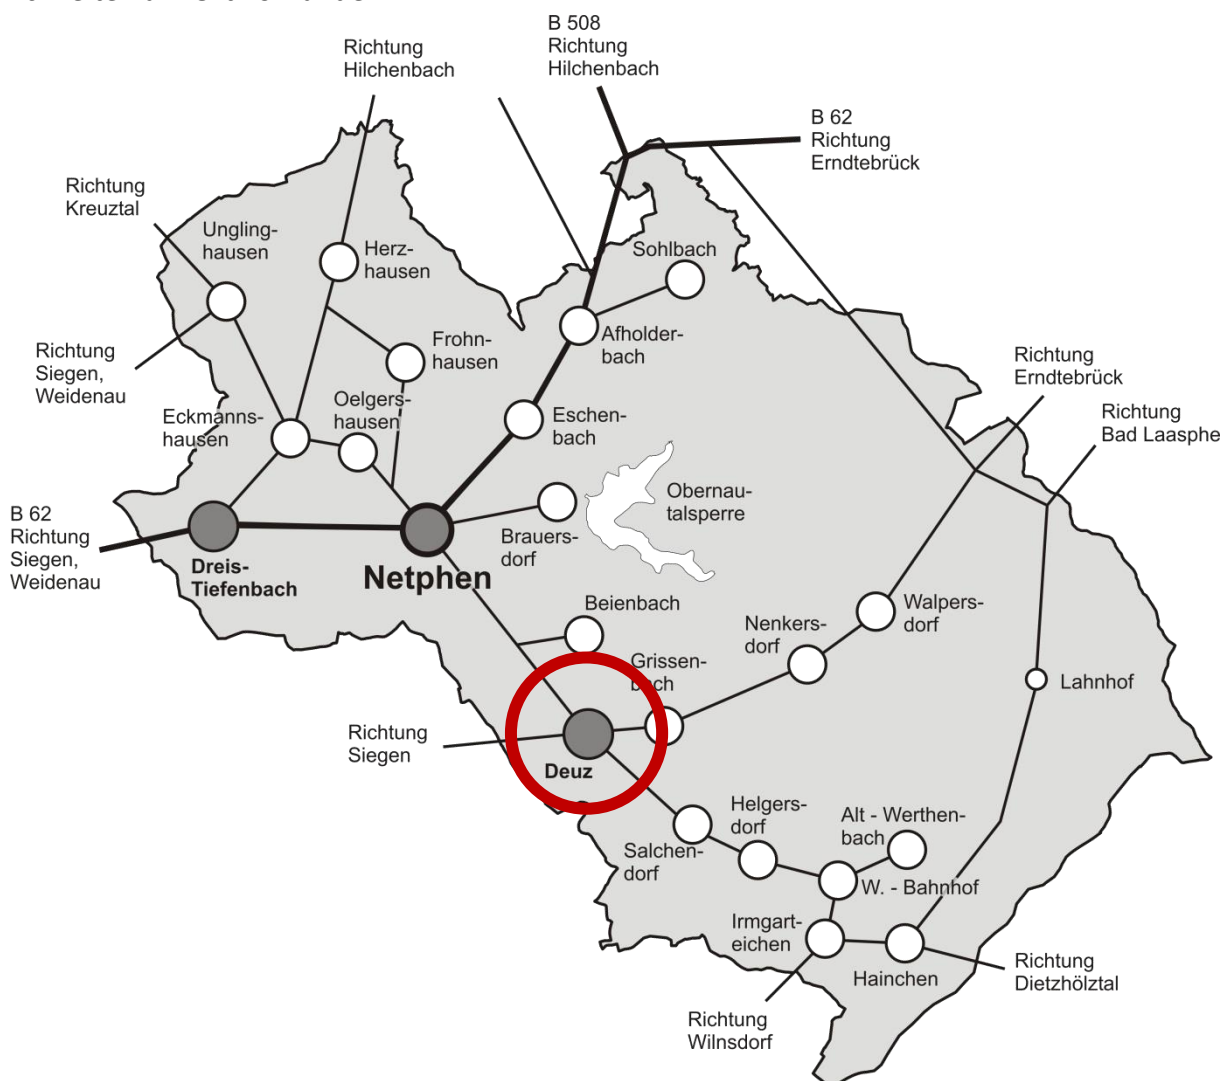 B 508
Richtung
Hilchenbach
Richtung
Hilchenbach
B 62
Richtung
Erndtebrück
Richtung
Kreuztal
Ungling-
hausen
Herz-
hausen
Sohlbach
Richtung
Siegen,
Weidenau
Frohn-
hausen
Afholder-
bach
Richtung
Erndtebrück
Oelgers-
hausen
Eckmanns-
hausen
Eschen-
bach
Richtung
Bad Laasphe
B 62
Richtung
Siegen,
Weidenau
Obernau-
talsperre
Dreis-
Tiefenbach
Netphen
Brauers-
dorf
Beienbach
Nenkers-
dorf
Walpers-
dorf
Grissen-
bach
Lahnhof
Richtung
Siegen
Deuz
Helgers-
dorf
Alt - Werthen-
bach
Salchen-
dorf
W. - Bahnhof
Irmgart-
eichen
Hainchen
Richtung
Dietzhölztal
Richtung
Wilnsdorf